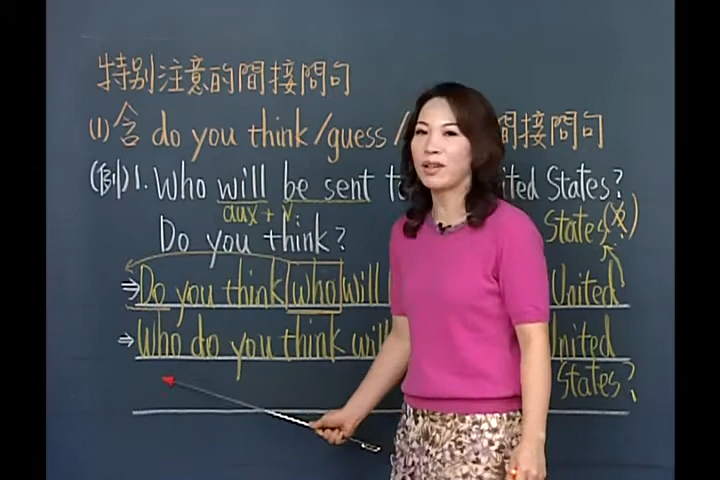 特別注意的間接問句
(1)含 do you think/guess/ 間接問句
(例)1. Who will be sent to ited States?
aux + v
Do you think?
States(×)
⇒ Do you think who will United
⇒ Who do you think will United
States?